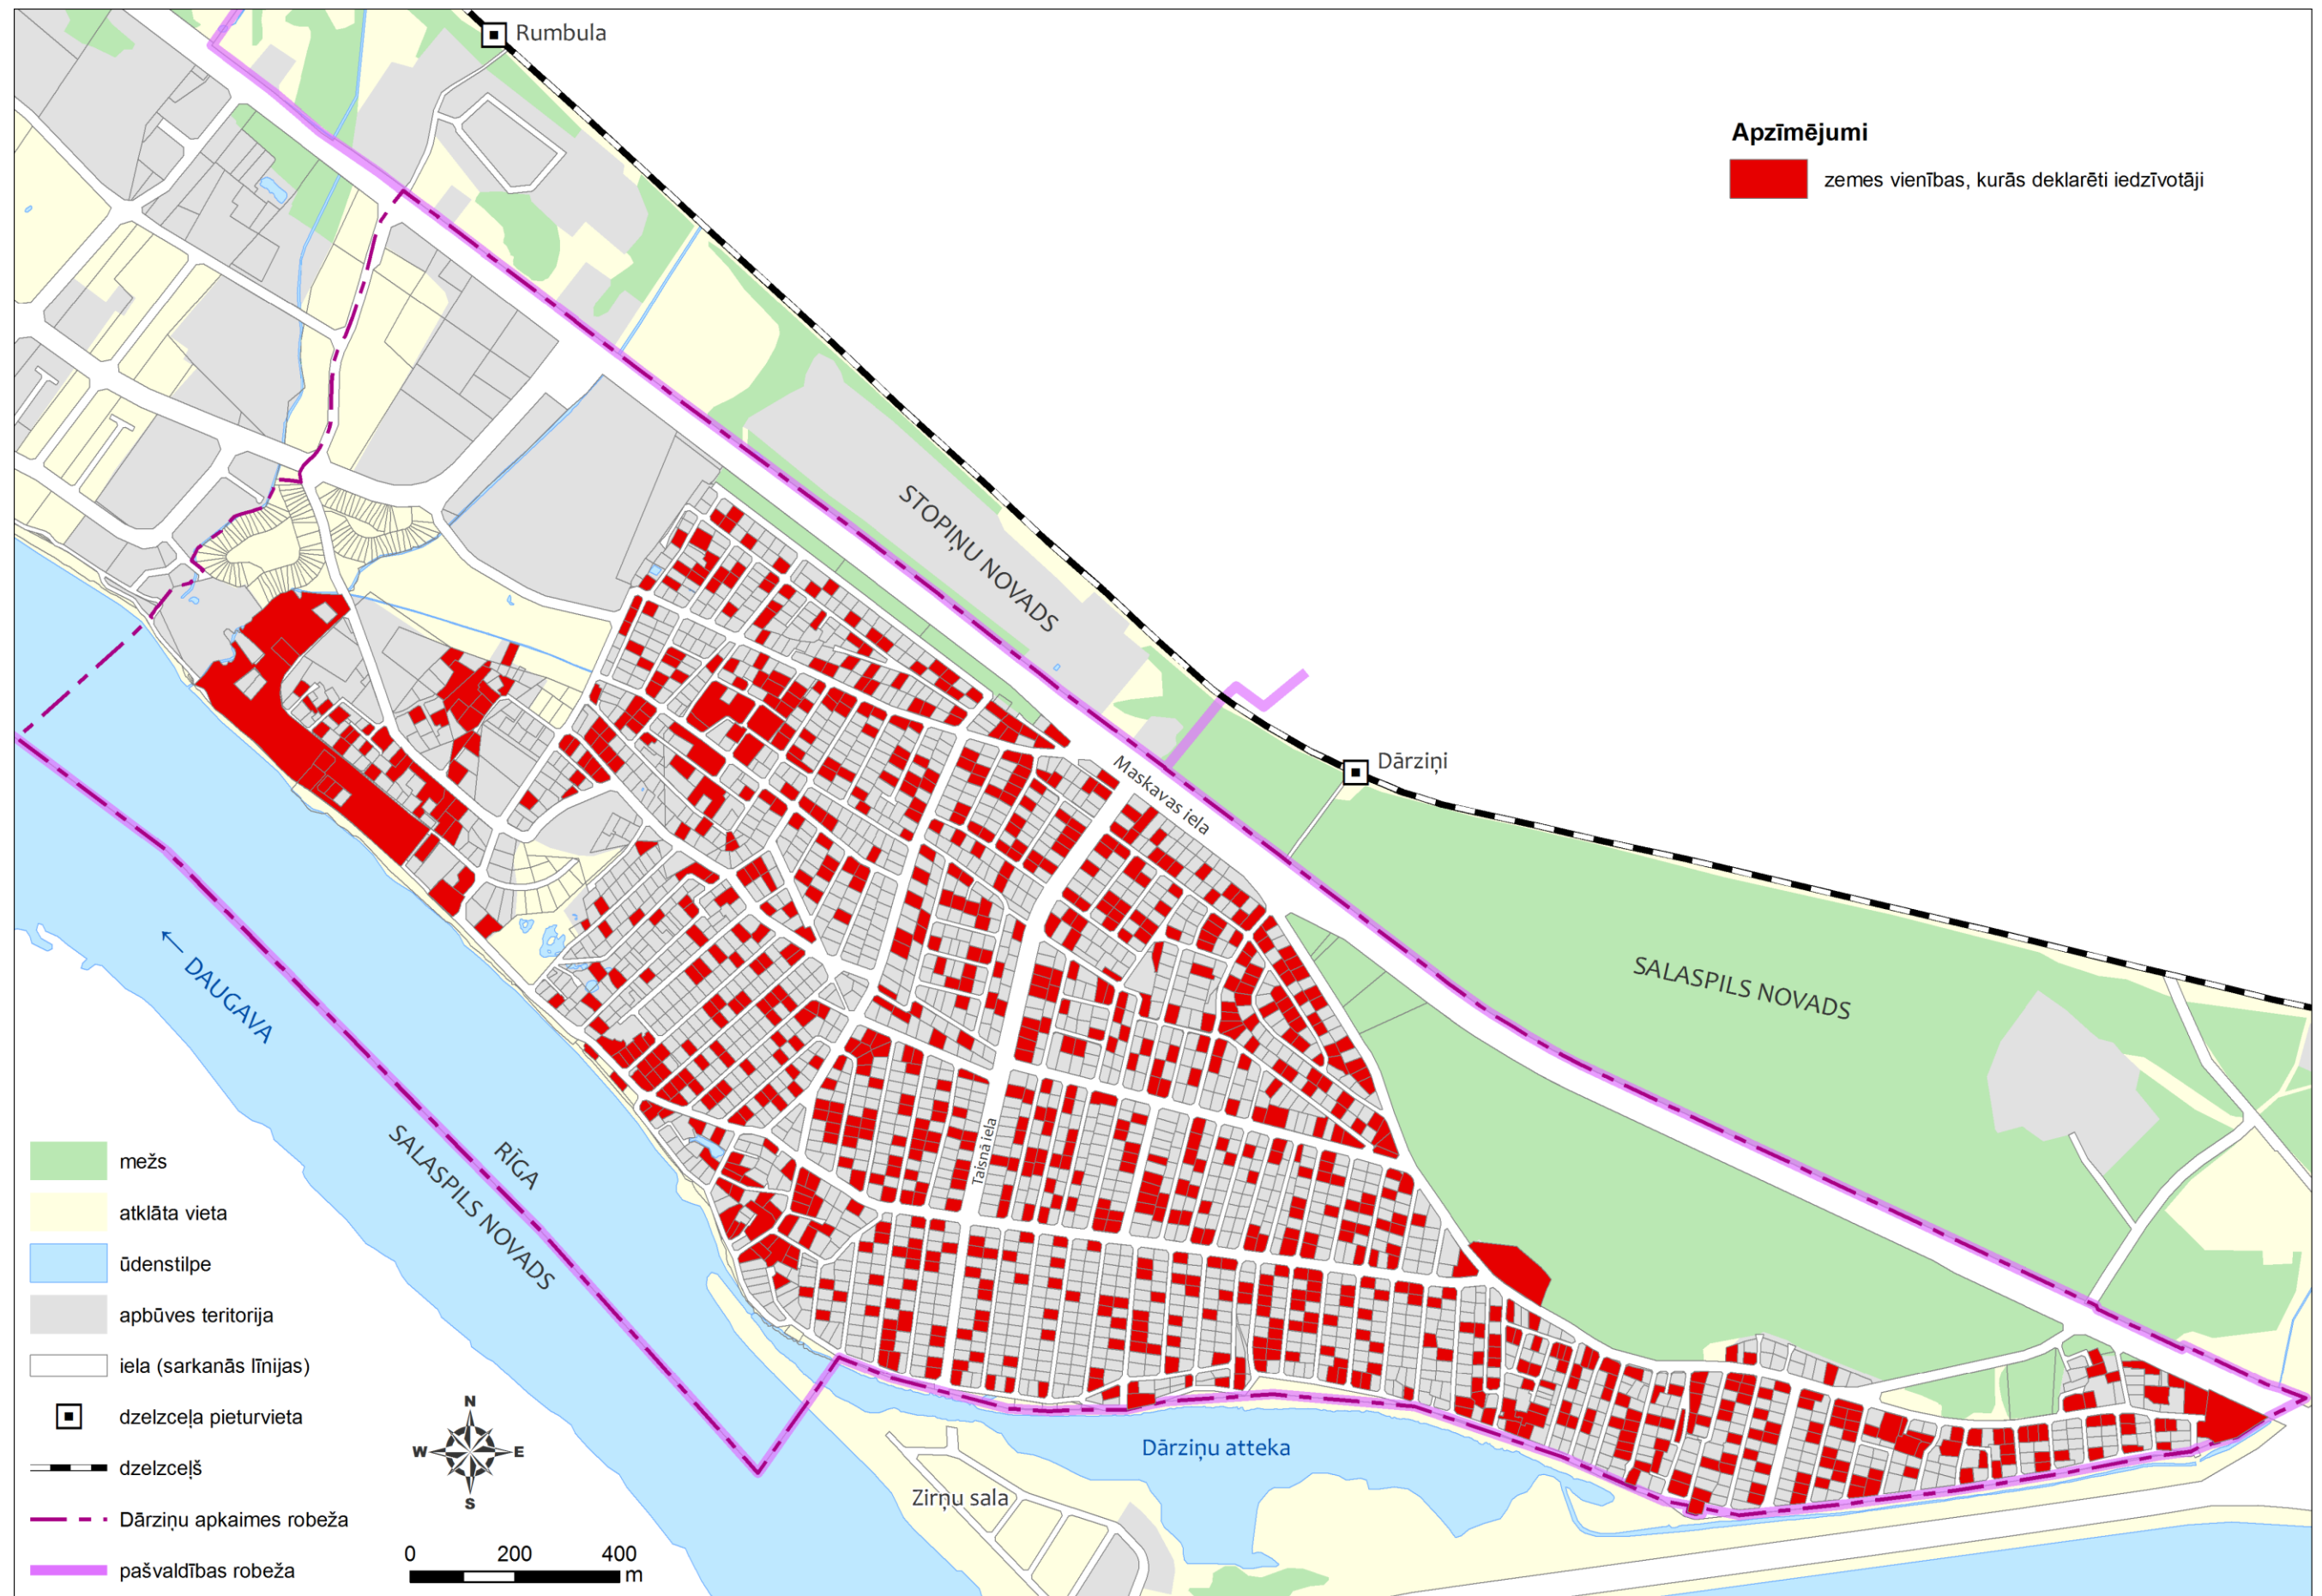 Rumbula
Apzīmējumi
zemes vienības, kurās deklarēti iedzīvotāji
STOPIŅU NOVADS
Dārziņi
Maskavas iela
SALASPILS NOVADS
← DAUGAVA
Taisnā iela
RĪGA
SALASPILS NOVADS
Dārziņu atteka
Zirņu sala
mežs
atklāta vieta
ūdenstilpe
apbūves teritorija
iela (sarkanās līnijas)
dzelzceļa pieturvieta
dzelzceļš
Dārziņu apkaimes robeža
pašvaldības robeža
N
W E
S
0 200 400
m